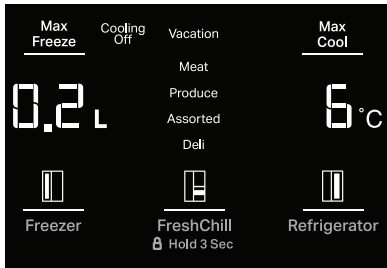 Max Freeze
Cooling Off
Vacation
Max Cool
Meat
Produce
Assorted
Deli
0.2 L
6 °C
Freezer
FreshChill
Refrigerator
Hold 3 Sec